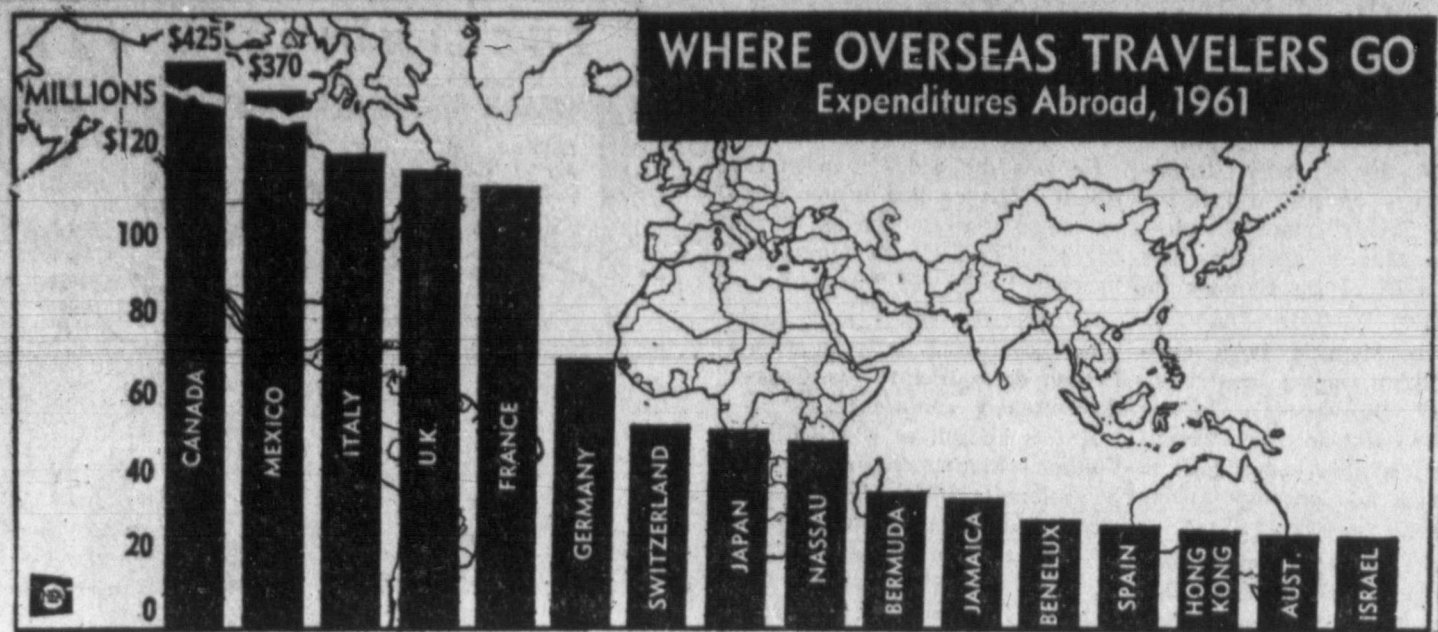 WHERE OVERSEAS TRAVELERS GO
Expenditures Abroad, 1961
$425
$370
MILLIONS
$120
100
80
60
40
20
0
CANADA
MEXICO
ITALY
U.K.
FRANCE
GERMANY
SWITZERLAND
JAPAN
NASSAU
BERMUDA
JAMAICA
BENELUX
SPAIN
HONG
KONG
AUST.
ISRAEL